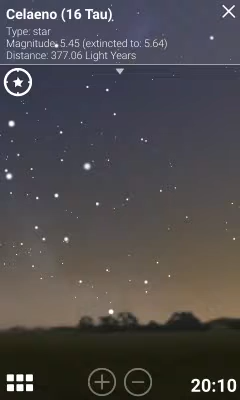 Celaeno (16 Tau)
Type: star
Magnitude: 5.45 (extincted to: 5.64)
Distance: 377.06 Light Years
20:10